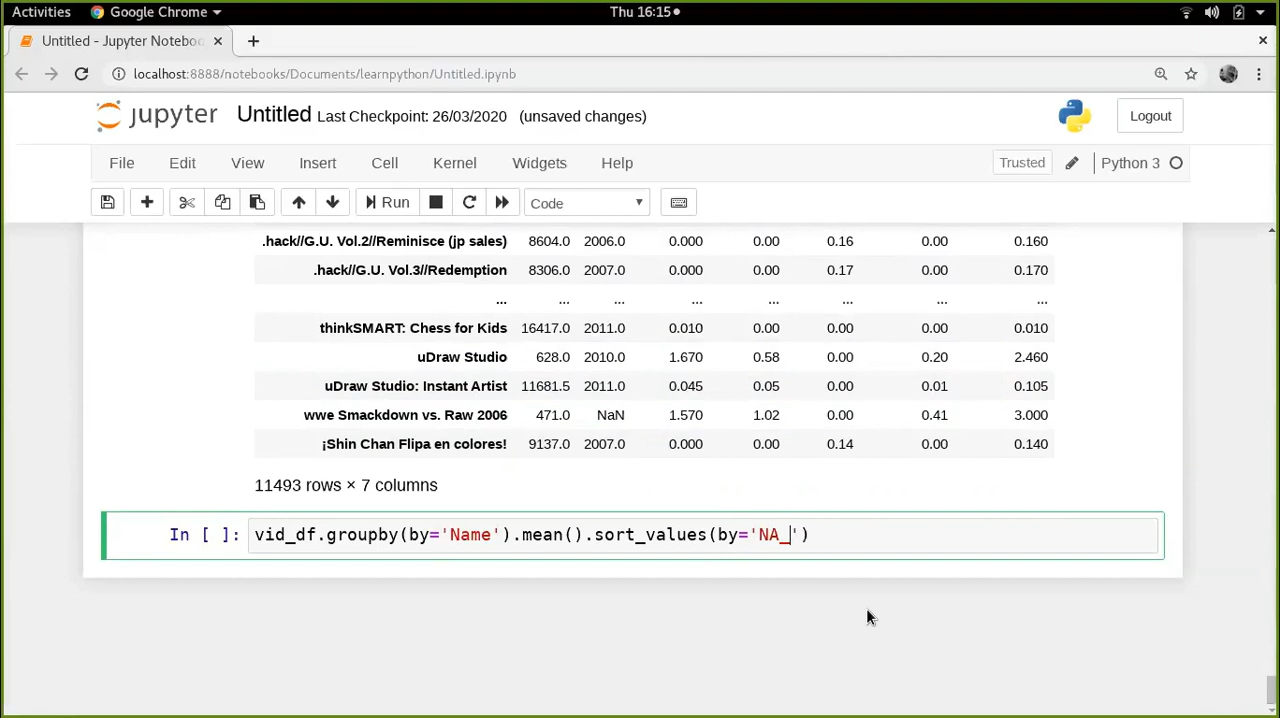 Activities Google Chrome Thu 16:15
Untitled - Jupyter Noteboo
localhost:8888/notebooks/Documents/learnpython/Untitled.ipynb
jupyter Untitled Last Checkpoint: 26/03/2020 (unsaved changes) Logout
File Edit View Insert Cell Kernel Widgets Help Trusted Python 3
Run Code
.hack//G.U. Vol.2//Reminisce (jp sales) 8604.0 2006.0 0.000 0.00 0.16 0.00 0.160
.hack//G.U. Vol.3//Redemption 8306.0 2007.0 0.000 0.00 0.17 0.00 0.170
... ... ... ... ... ... ... ...
thinkSMART: Chess for Kids 16417.0 2011.0 0.010 0.00 0.00 0.00 0.010
uDraw Studio 628.0 2010.0 1.670 0.58 0.00 0.20 2.460
uDraw Studio: Instant Artist 11681.5 2011.0 0.045 0.05 0.00 0.01 0.105
wwe Smackdown vs. Raw 2006 471.0 NaN 1.570 1.02 0.00 0.41 3.000
¡Shin Chan Flipa en colores! 9137.0 2007.0 0.000 0.00 0.14 0.00 0.140
11493 rows × 7 columns
In [ ]: vid_df.groupby(by='Name').mean().sort_values(by='NA_')